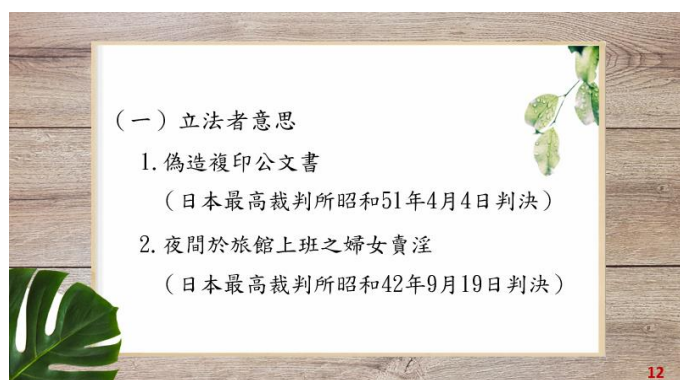 （一）立法者意思
1.偽造複印公文書
（日本最高裁判所昭和51年4月4日判決）
2.夜間於旅館上班之婦女賣淫
（日本最高裁判所昭和42年9月19日判決）
12